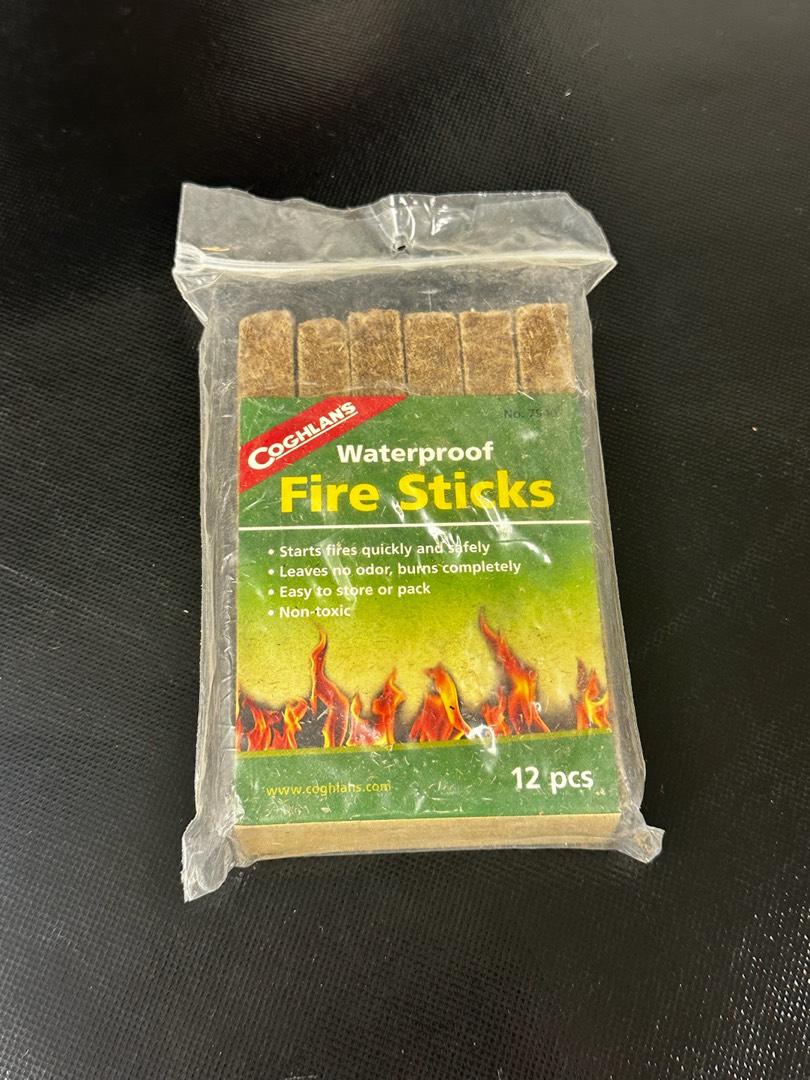 COGHLAN'S
Waterproof
Fire Sticks
• Starts fires quickly and safely
• Leaves no odor, burns completely
• Easy to store or pack
• Non-toxic
www.coghlans.com
12 pcs